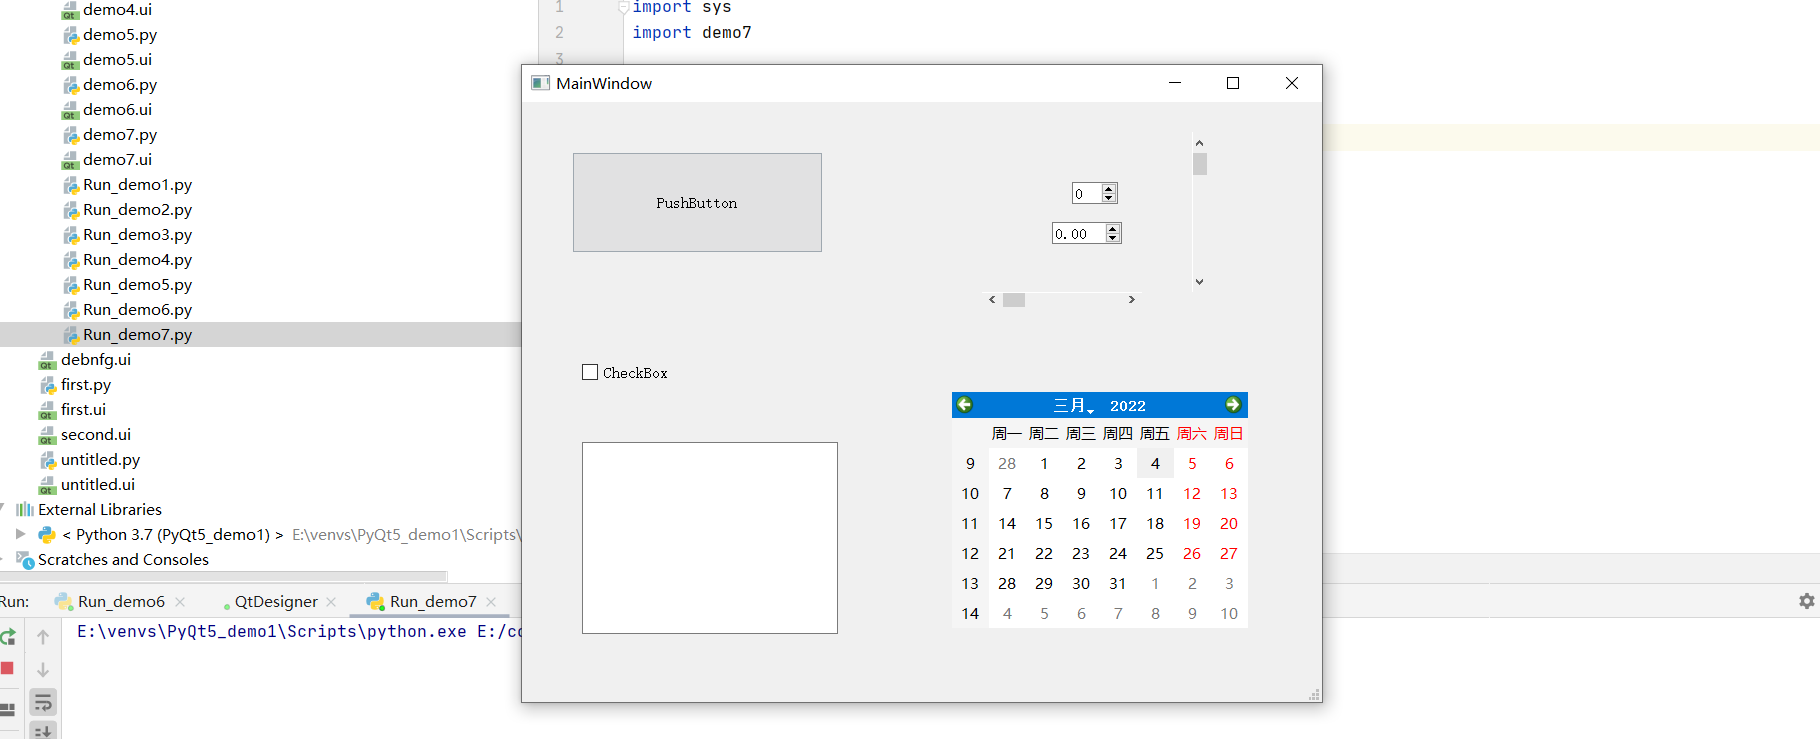 demo4.ui
demo5.py
demo5.ui
demo6.py
demo6.ui
demo7.py
demo7.ui
Run_demo1.py
Run_demo2.py
Run_demo3.py
Run_demo4.py
Run_demo5.py
Run_demo6.py
Run_demo7.py
debnfg.ui
first.py
first.ui
second.ui
untitled.py
untitled.ui
External Libraries
< Python 3.7 (PyQt5_demo1) > E:\venvs\PyQt5_demo1\Scripts\
Scratches and Consoles
1 import sys
2 import demo7
3
MainWindow
PushButton
0
0.00
CheckBox
三月 2022
周一 周二 周三 周四 周五 周六 周日
9 28 1 2 3 4 5 6
10 7 8 9 10 11 12 13
11 14 15 16 17 18 19 20
12 21 22 23 24 25 26 27
13 28 29 30 31 1 2 3
14 4 5 6 7 8 9 10
Run: Run_demo6 QtDesigner Run_demo7
E:\venvs\PyQt5_demo1\Scripts\python.exe E:/co